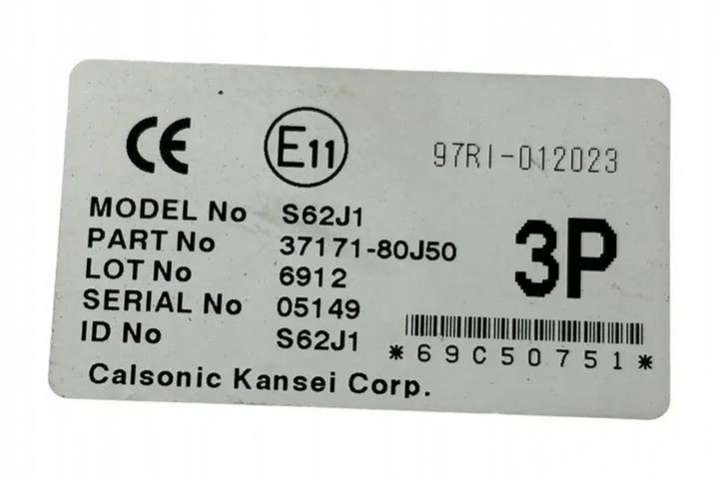 CE E11 97RI-012023
MODEL No S62J1
PART No 37171-80J50
LOT No 6912
SERIAL No 05149
ID No S62J1
3P
*69C50751*
Calsonic Kansei Corp.